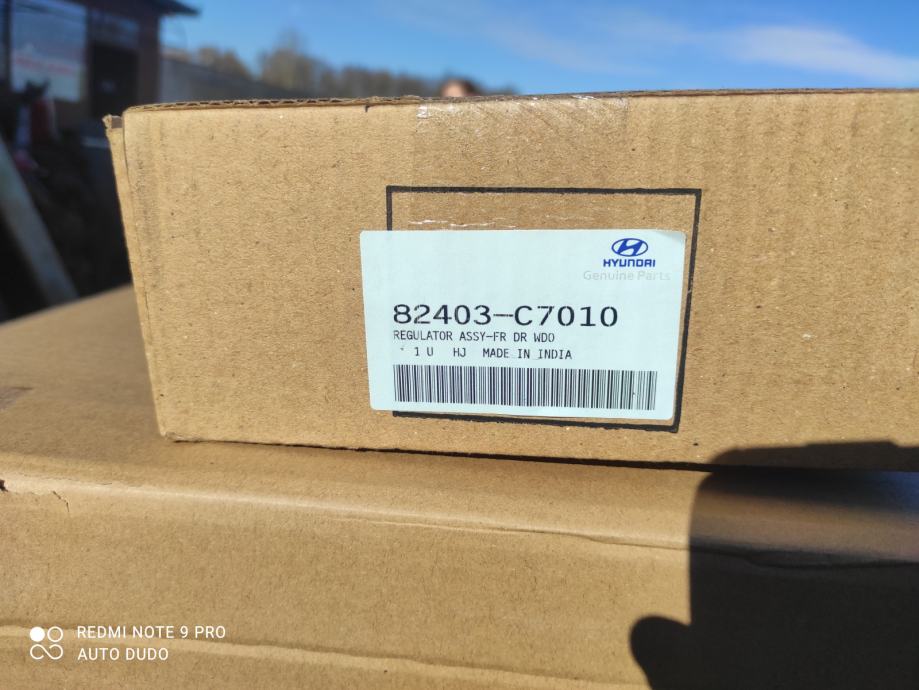 HYUNDAI
Genuine Parts
82403-C7010
REGULATOR ASSY-FR DR WDO
1 U HJ MADE IN INDIA
REDMI NOTE 9 PRO
AUTO DUDO